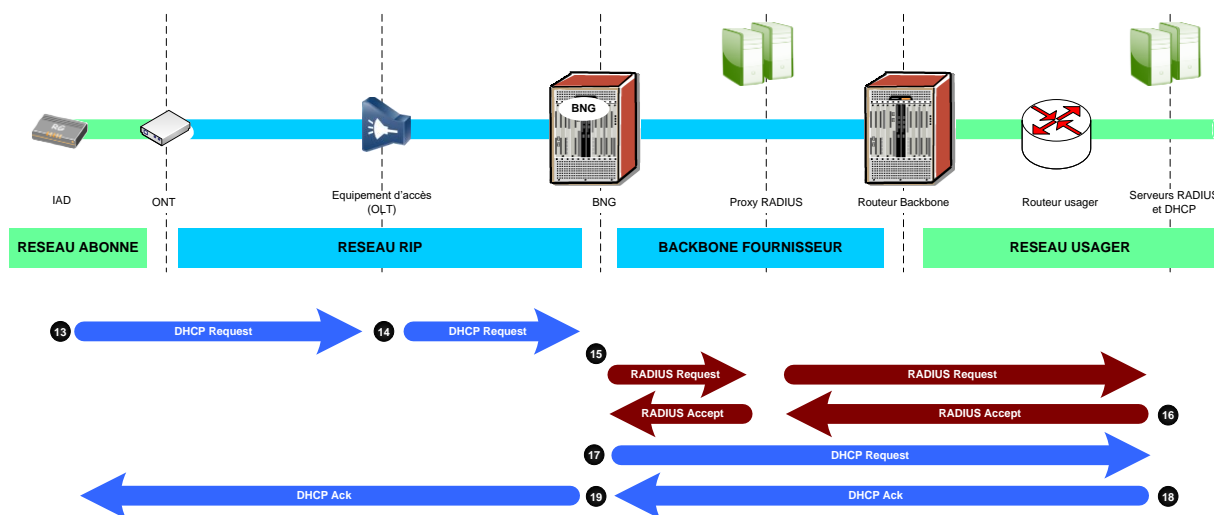 BNG
RG
IAD
ONT
Equipement d'accès
(OLT)
BNG
Proxy RADIUS
Routeur Backbone
Routeur usager
Serveurs RADIUS
et DHCP
RESEAU ABONNE
RESEAU RIP
BACKBONE FOURNISSEUR
RESEAU USAGER
13
DHCP Request
14
DHCP Request
15
RADIUS Request
RADIUS Request
RADIUS Accept
RADIUS Accept
16
17
DHCP Request
DHCP Ack
19
DHCP Ack
18